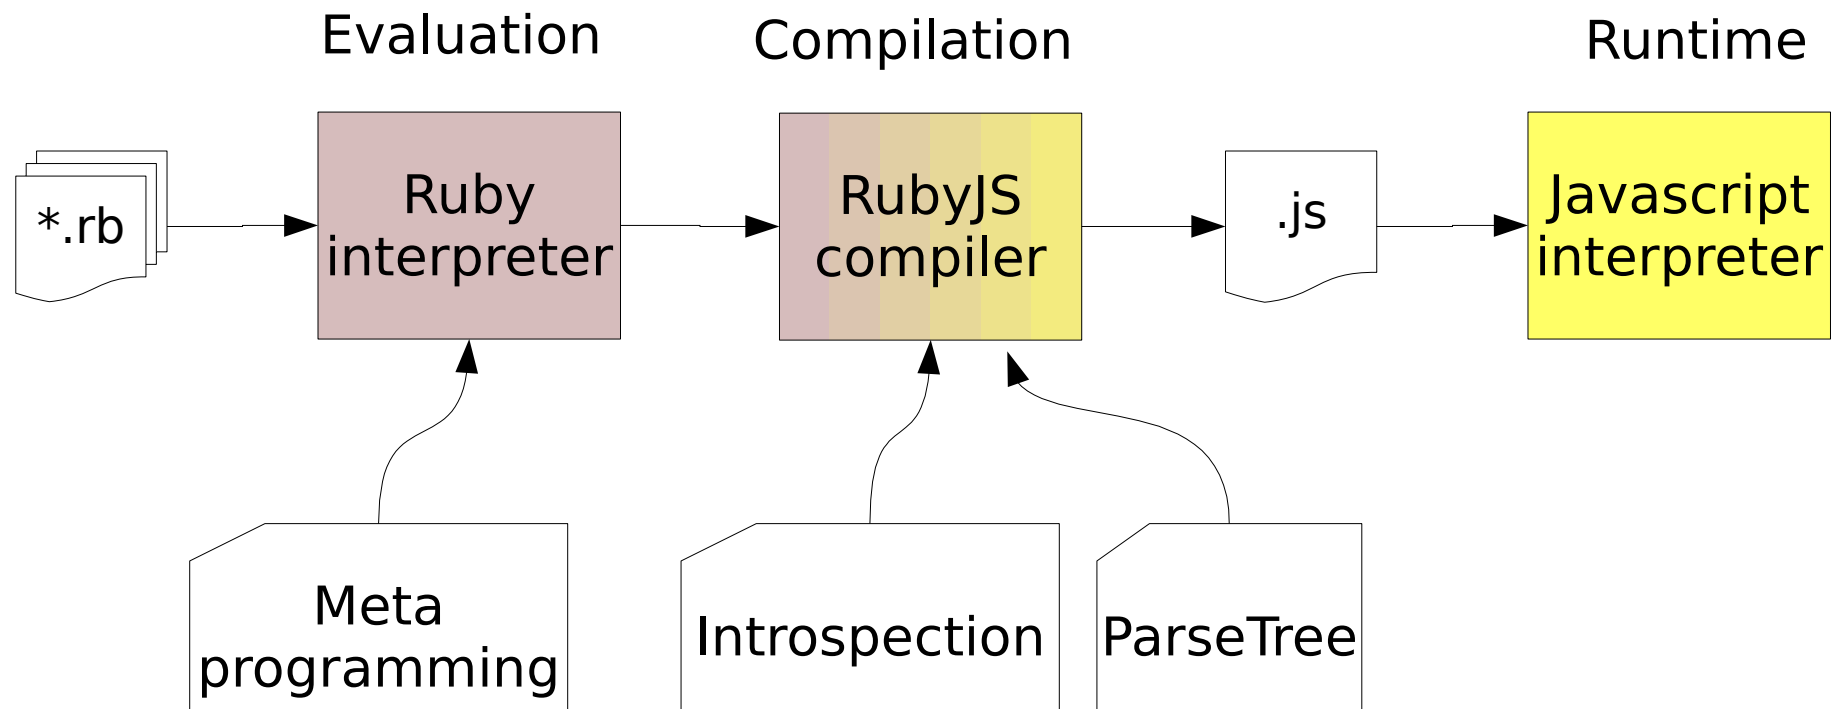 Evaluation
Compilation
Runtime
*.rb
Ruby
interpreter
RubyJS
compiler
.js
Javascript
interpreter
Meta
programming
Introspection
ParseTree